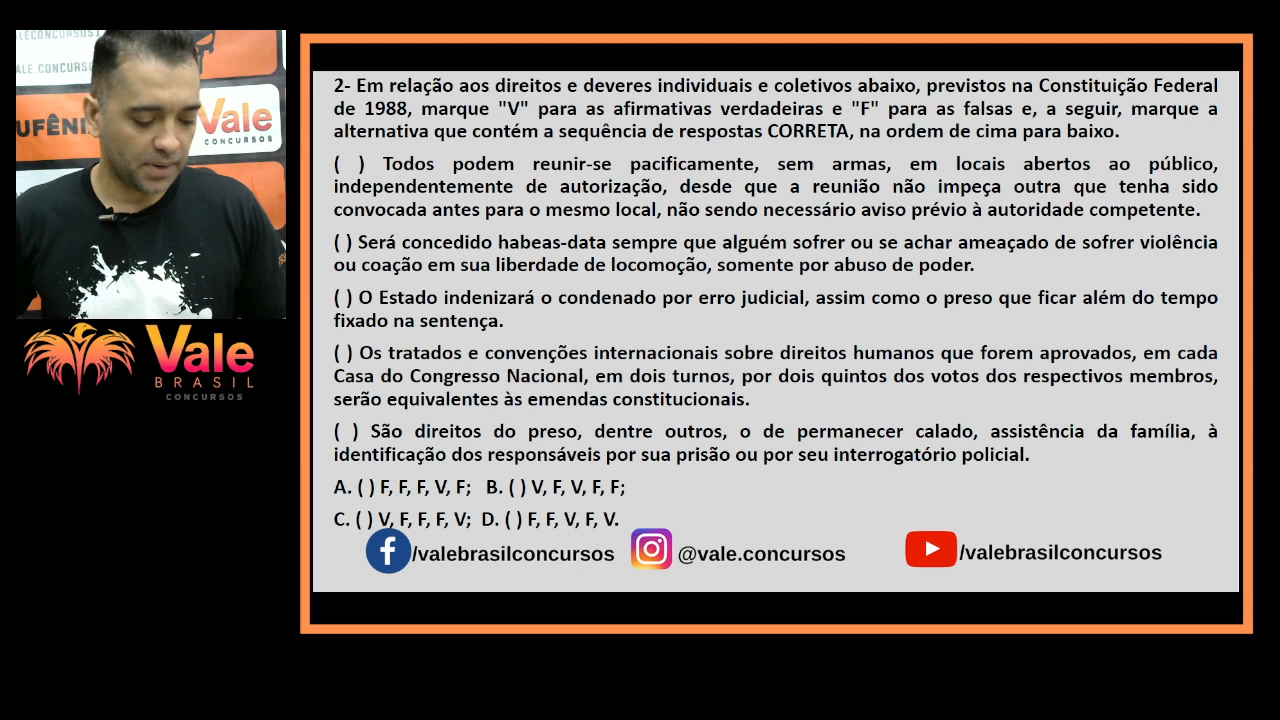 LECONCURSOS1
ALE.CONCURS
UFÊNI
Vale
CONCURSOS
Vale
BRASIL
CONCURSOS
2- Em relação aos direitos e deveres individuais e coletivos abaixo, previstos na Constituição Federal
de 1988, marque "V" para as afirmativas verdadeiras e "F" para as falsas e, a seguir, marque a
alternativa que contém a sequência de respostas CORRETA, na ordem de cima para baixo.
( ) Todos podem reunir-se pacificamente, sem armas, em locais abertos ao público,
independentemente de autorização, desde que a reunião não impeça outra que tenha sido
convocada antes para o mesmo local, não sendo necessário aviso prévio à autoridade competente.
( ) Será concedido habeas-data sempre que alguém sofrer ou se achar ameaçado de sofrer violência
ou coação em sua liberdade de locomoção, somente por abuso de poder.
( ) O Estado indenizará o condenado por erro judicial, assim como o preso que ficar além do tempo
fixado na sentença.
( ) Os tratados e convenções internacionais sobre direitos humanos que forem aprovados, em cada
Casa do Congresso Nacional, em dois turnos, por dois quintos dos votos dos respectivos membros,
serão equivalentes às emendas constitucionais.
( ) São direitos do preso, dentre outros, o de permanecer calado, assistência da família, à
identificação dos responsáveis por sua prisão ou por seu interrogatório policial.
A. ( ) F, F, F, V, F; B. ( ) V, F, V, F, F;
C. ( ) V, F, F, F, V; D. ( ) F, F, V, F, V.
/valebrasilconcursos @vale.concursos /valebrasilconcursos